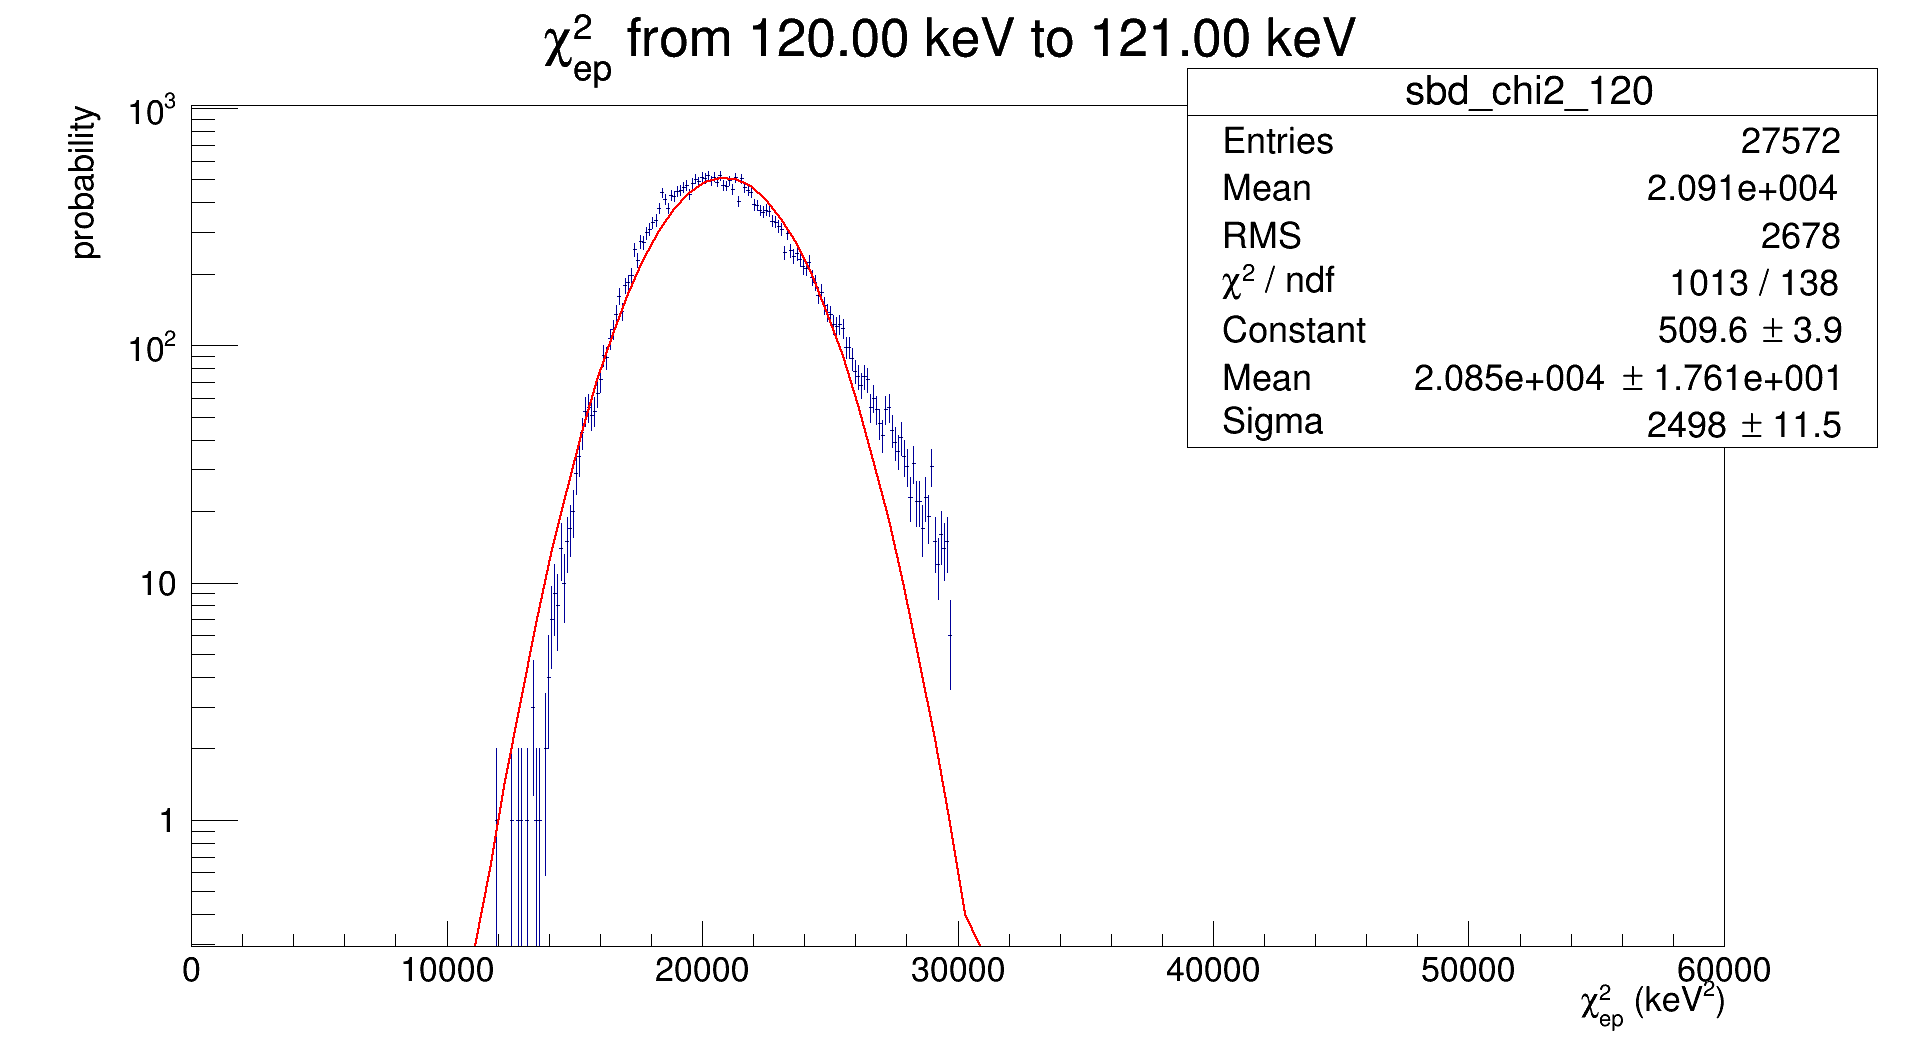 χ²ep from 120.00 keV to 121.00 keV
sbd_chi2_120
Entries 27572
Mean 2.091e+004
RMS 2678
χ² / ndf 1013 / 138
Constant 509.6 ± 3.9
Mean 2.085e+004 ± 1.761e+001
Sigma 2498 ± 11.5
probability
10³
10²
10
1
0 10000 20000 30000 40000 50000 60000
χ²ep (keV²)